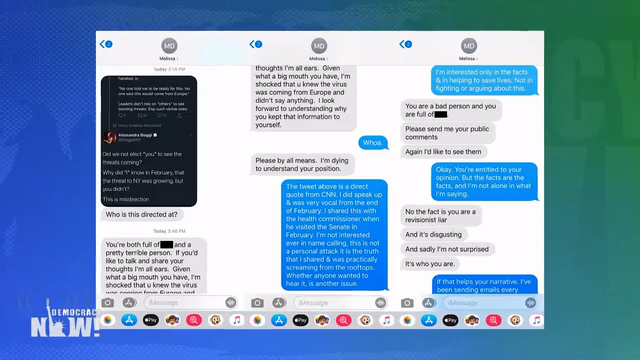 2
MD
Melissa
Today 2:14 PM
handled, is:
"No one told me to be ready for this, no
one said this would come from Europe"
Leaders don't rely on "others" to see
looming threats. Esp such visible ones.
Alessandra Biaggi
Did we not elect *you* to see the
threats coming?
Why did *I* know in February, that
the threat to NY was growing, but
you didn't?
This is misdirection.
Who is this directed at?
Today 3:48 PM
You're both full of
and a
pretty terrible person. If you'd
like to talk and share your
thoughts I'm all ears. Given
what a big mouth you have, I'm
shocked that u knew the virus
was coming from Europe and
iMessage
Pay
2
MD
Melissa
thoughts I'm all ears. Given
what a big mouth you have, I'm
shocked that u knew the virus
was coming from Europe and
didn't say anything. I look
forward to understanding why
you kept that information to
yourself.
Whoa.
Please by all means. I'm dying
to understand your position.
The tweet above is a direct
quote from CNN. I did speak
up & was very vocal from the end
of February. I shared this with
the health commissioner when
he visited the Senate in
February. I'm not interested
ever in name calling, this is not
a personal attack it is the truth
that I shared & was practically
screaming from the rooftops.
Whether anyone wanted to
hear it, is another issue.
iMessage
Pay
2
MD
Melissa
I'm interested only in the facts
& in helping to save lives. Not in
fighting or arguing about this.
You are a bad person and you
are full of
.
Please send me your public
comments
Again I'd like to see them
Okay. You're entitled to your
opinion. But the facts are the
facts, and I'm not alone in what
I'm saying.
No the fact is you are a
revisionist liar
And it's disgusting
And sadly I'm not surprised
It's who you are.
If that helps your narrative. I've
been sending emails every
iMessage
Pay
DEMOCRACY
NOW!